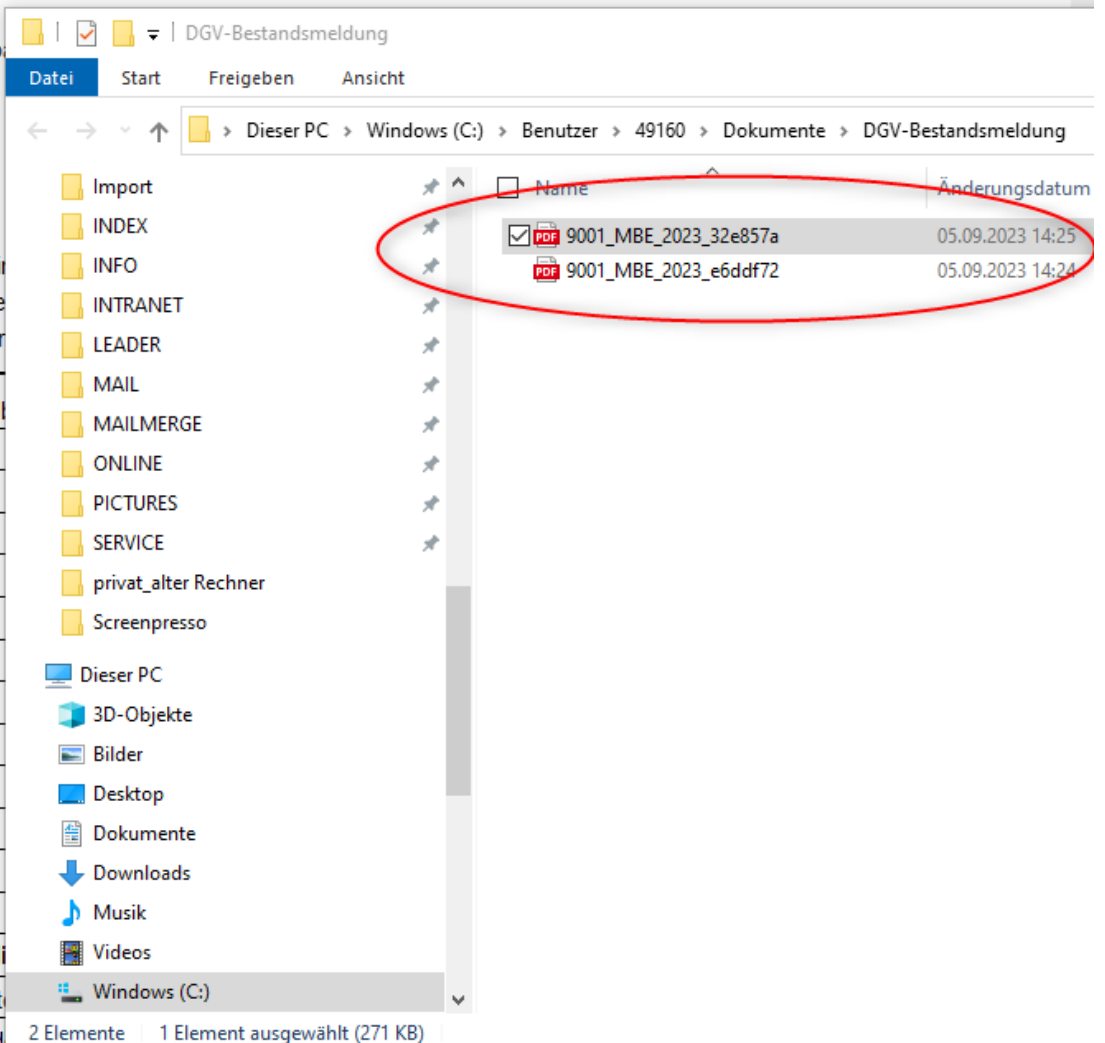 DGV-Bestandsmeldung
Datei Start Freigeben Ansicht
Dieser PC > Windows (C:) > Benutzer > 49160 > Dokumente > DGV-Bestandsmeldung
Name Änderungsdatum
PDF 9001_MBE_2023_32e857a 05.09.2023 14:25
PDF 9001_MBE_2023_e6ddf72 05.09.2023 14:24
Import
INDEX
INFO
INTRANET
LEADER
MAIL
MAILMERGE
ONLINE
PICTURES
SERVICE
privat_alter Rechner
Screenpresso
Dieser PC
3D-Objekte
Bilder
Desktop
Dokumente
Downloads
Musik
Videos
Windows (C:)
2 Elemente 1 Element ausgewählt (271 KB)